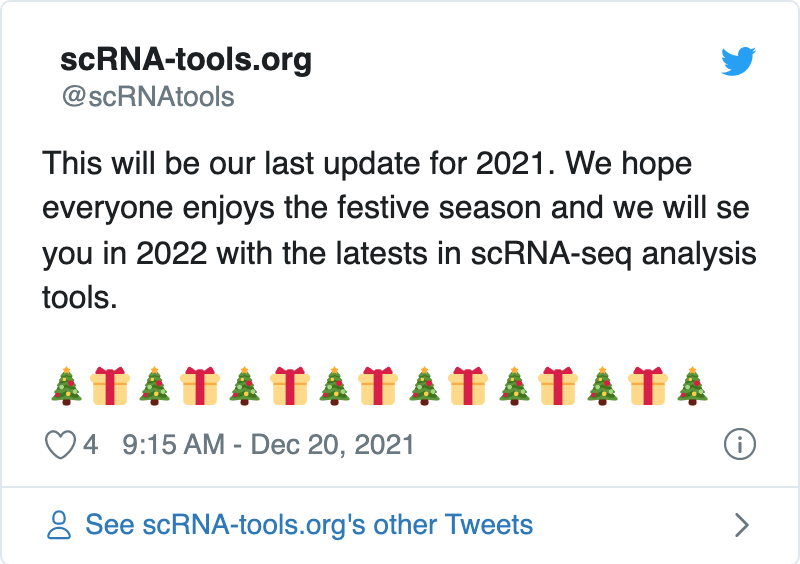 scRNA-tools.org
@scRNAtools
This will be our last update for 2021. We hope
everyone enjoys the festive season and we will se
you in 2022 with the latests in scRNA-seq analysis
tools.
🎄🎁🎄🎁🎄🎁🎄🎁🎄🎁🎄🎁🎄🎁🎄
4 9:15 AM - Dec 20, 2021
See scRNA-tools.org's other Tweets